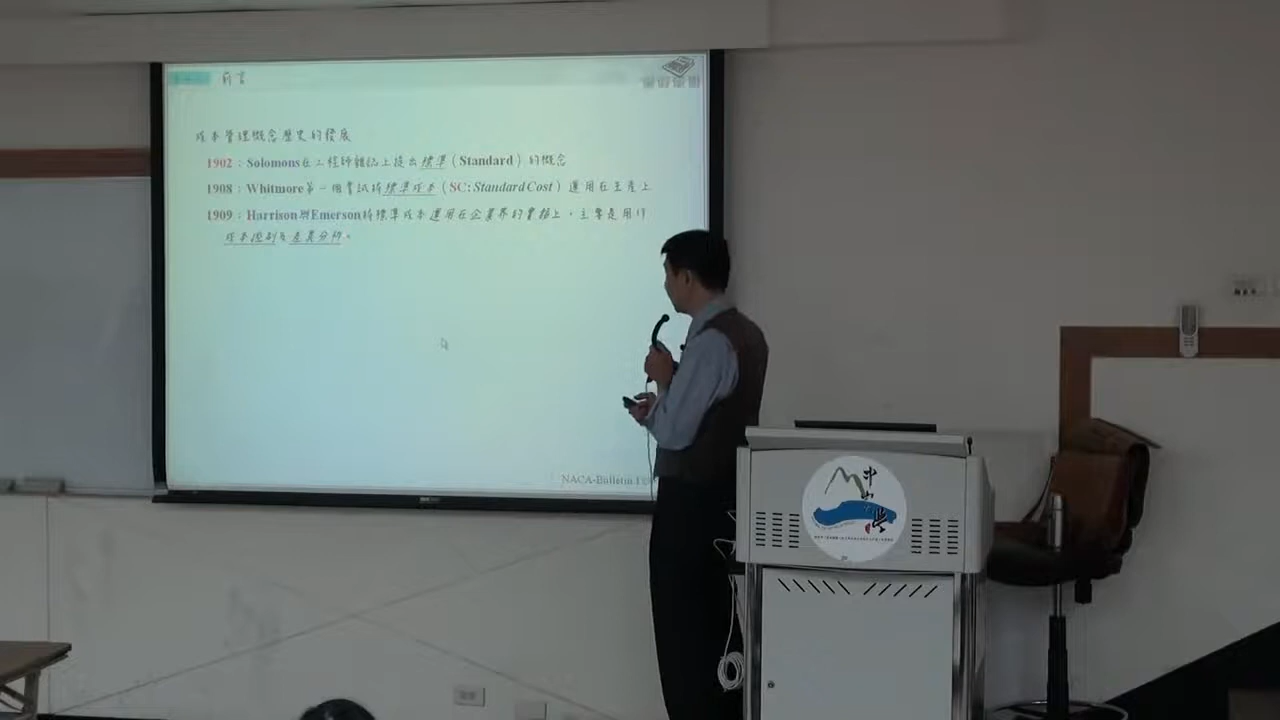 前言
成本管理概念歷史的發展
1902：Solomons在工程師雜誌上提出標準（Standard）的概念
1908：Whitmore第一個嘗試將標準成本（SC: Standard Cost）運用在生產上
1909：Harrison與Emerson將標準成本運用在企業界的實務上，主要是用作
成本控制及差異分析。
NACA-Bulletin
中山